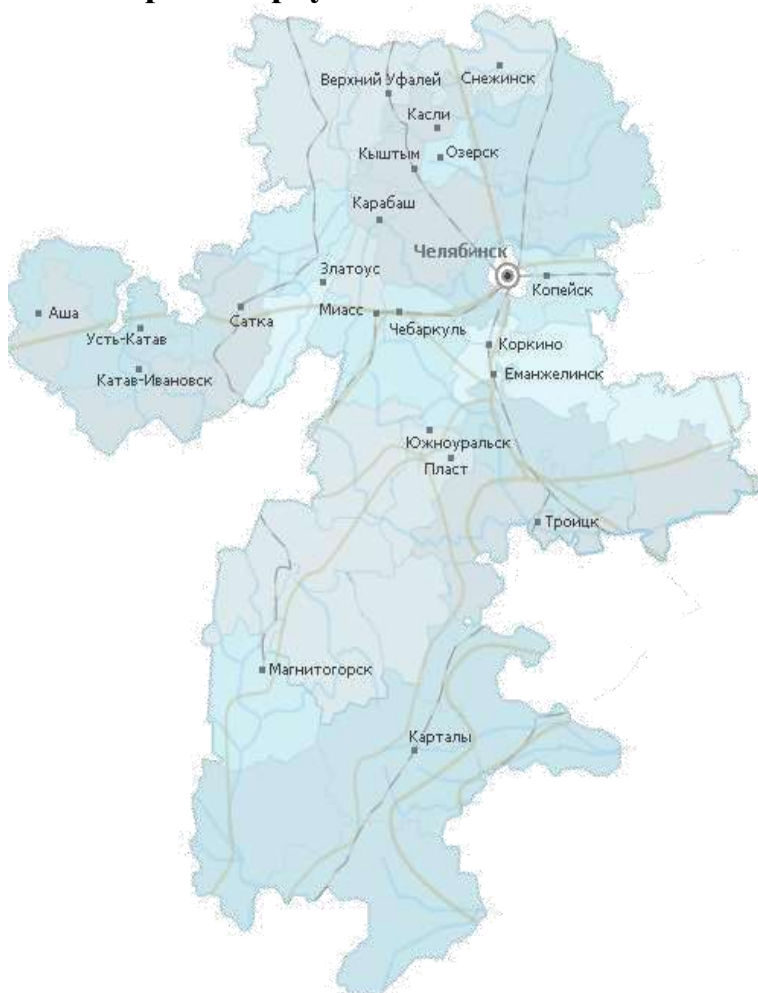 Верхний Уфалей
Снежинск
Касли
Кыштым
Озерск
Карабаш
Челябинск
Златоус
Копейск
Аша
Сатка
Миасс
Чебаркуль
Усть-Катав
Коркино
Катав-Ивановск
Еманжелинск
Южноуральск
Пласт
Троицк
Магнитогорск
Карталы